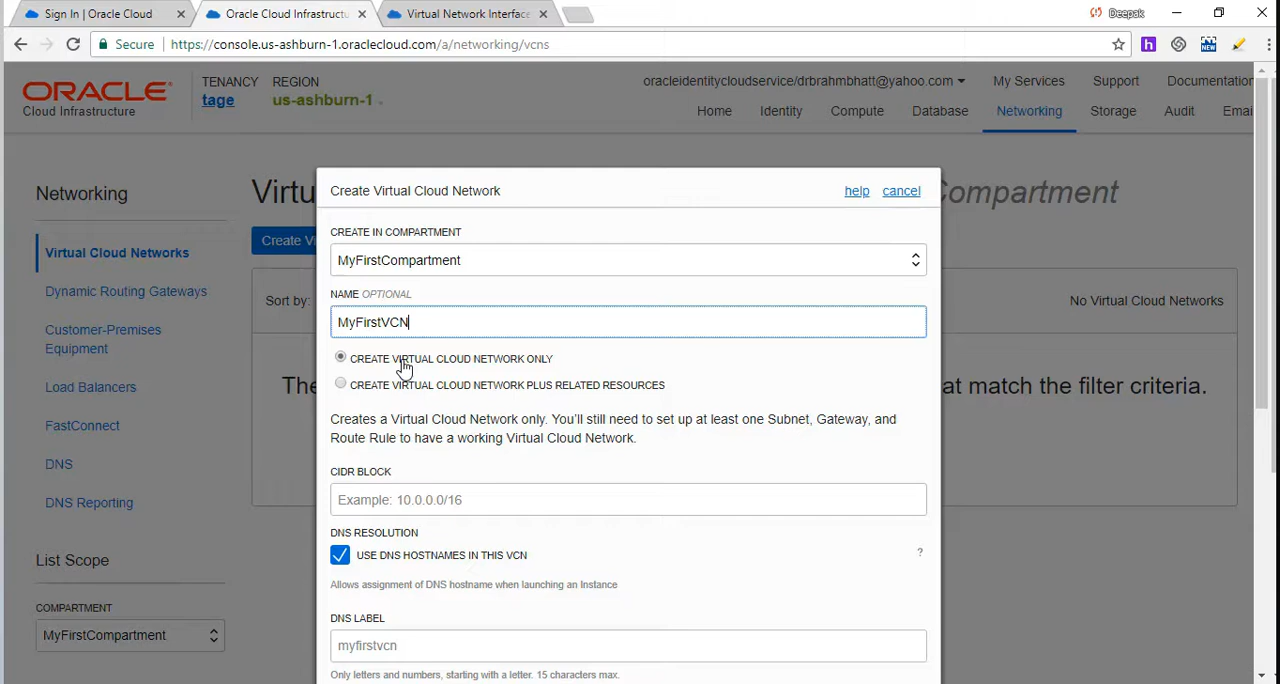 Sign In | Oracle Cloud
Oracle Cloud Infrastructu
Virtual Network Interface
Deepak
Secure
https://console.us-ashburn-1.oraclecloud.com/a/networking/vcns
NEW
ORACLE
Cloud Infrastructure
TENANCY
tage
REGION
us-ashburn-1
oracleidentitycloudservice/drbrahmbhatt@yahoo.com
My Services
Support
Documentation
Home
Identity
Compute
Database
Networking
Storage
Audit
Emai
Networking
Virtual Cloud Networks
Dynamic Routing Gateways
Customer-Premises
Equipment
Load Balancers
FastConnect
DNS
DNS Reporting
List Scope
COMPARTMENT
MyFirstCompartment
Virtu
ompartment
Create Vi
Sort by:
No Virtual Cloud Networks
The
at match the filter criteria.
Create Virtual Cloud Network
help
cancel
CREATE IN COMPARTMENT
MyFirstCompartment
NAME OPTIONAL
MyFirstVCN
CREATE VIRTUAL CLOUD NETWORK ONLY
CREATE VIRTUAL CLOUD NETWORK PLUS RELATED RESOURCES
Creates a Virtual Cloud Network only. You'll still need to set up at least one Subnet, Gateway, and
Route Rule to have a working Virtual Cloud Network.
CIDR BLOCK
Example: 10.0.0.0/16
DNS RESOLUTION
USE DNS HOSTNAMES IN THIS VCN
?
Allows assignment of DNS hostname when launching an Instance
DNS LABEL
myfirstvcn
Only letters and numbers, starting with a letter. 15 characters max.